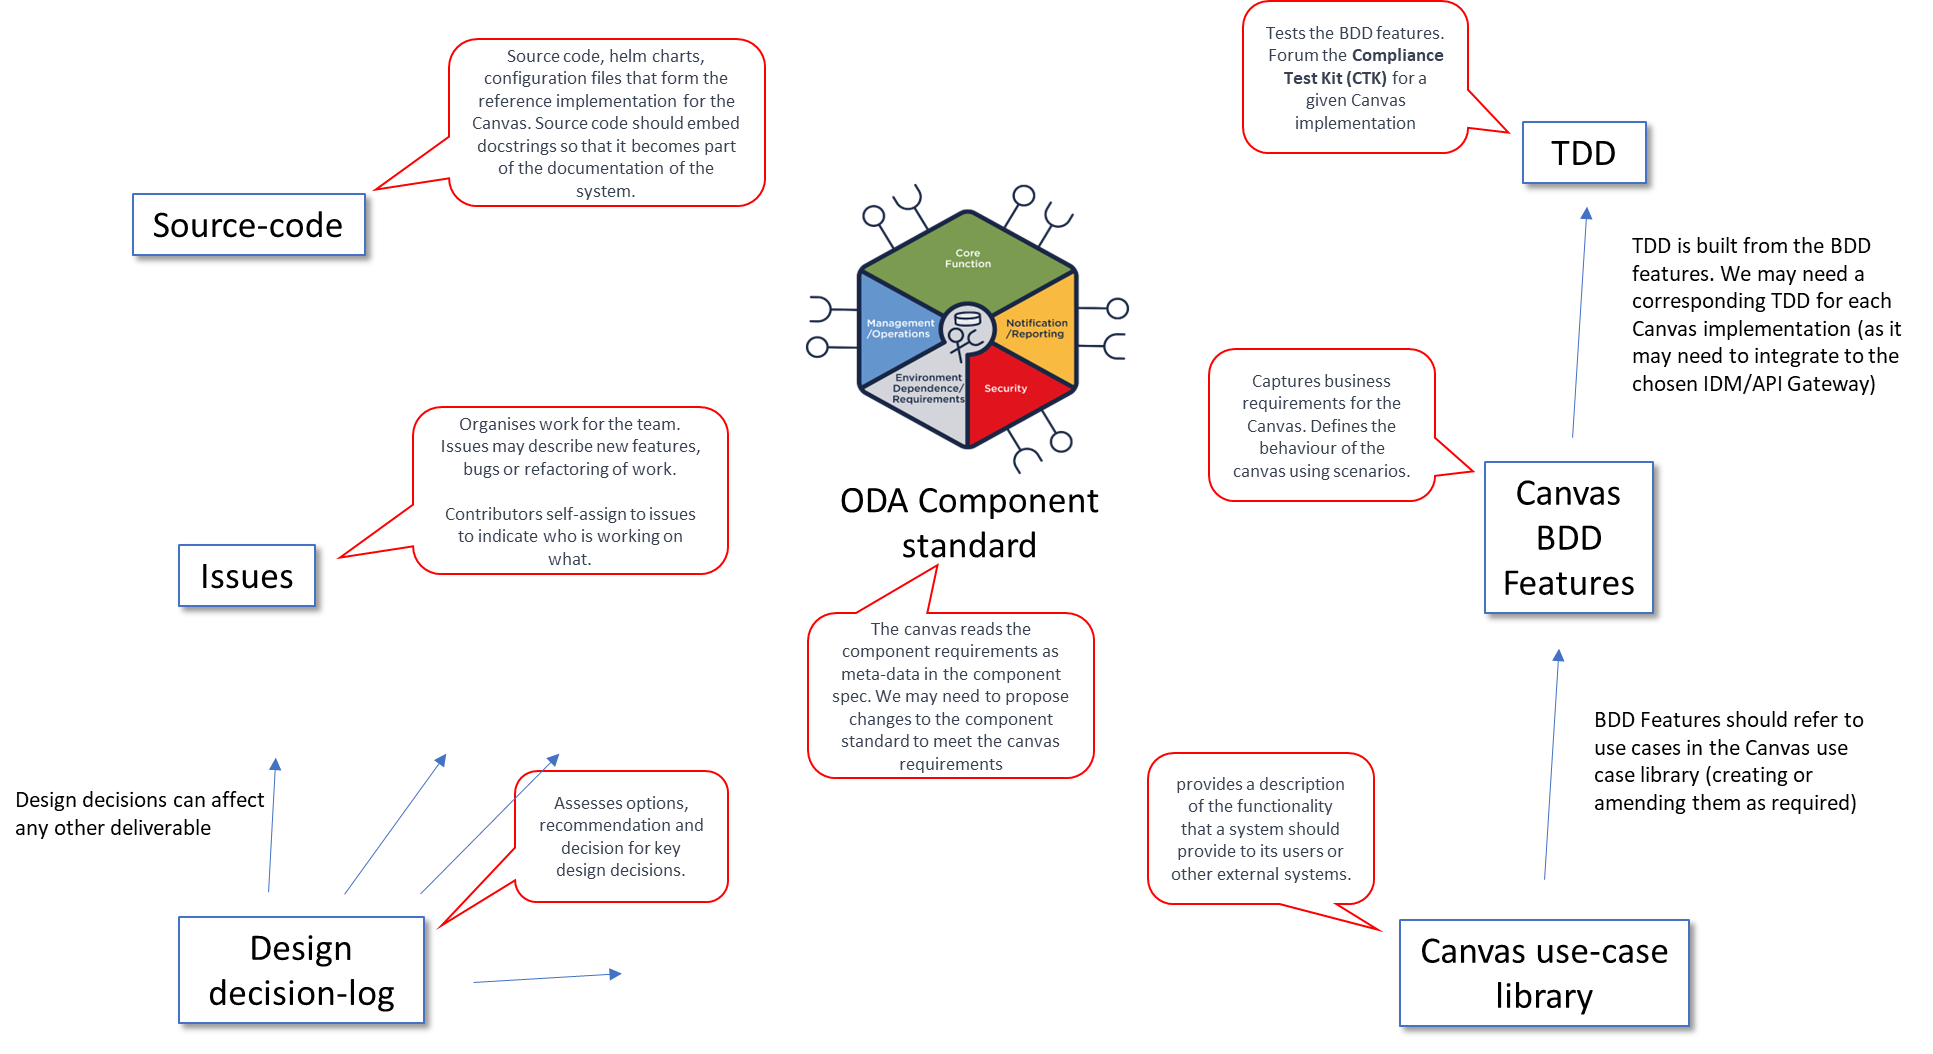 Source code, helm charts,
configuration files that form the
reference implementation for the
Canvas. Source code should embed
docstrings so that it becomes part
of the documentation of the
system.
Source-code
Organises work for the team.
Issues may describe new features,
bugs or refactoring of work.
Contributors self-assign to issues
to indicate who is working on
what.
Issues
Design decisions can affect
any other deliverable
Assesses options,
recommendation and
decision for key
design decisions.
Design
decision-log
Core
Function
Management
/Operations
Notification
/Reporting
Environment
Dependence/
Requirements
Security
ODA Component
standard
The canvas reads the
component requirements as
meta-data in the component
spec. We may need to propose
changes to the component
standard to meet the canvas
requirements
Tests the BDD features.
Forum the Compliance
Test Kit (CTK) for a
given Canvas
implementation
TDD
TDD is built from the BDD
features. We may need a
corresponding TDD for each
Canvas implementation (as it
may need to integrate to the
chosen IDM/API Gateway)
Captures business
requirements for the
Canvas. Defines the
behaviour of the
canvas using scenarios.
Canvas
BDD
Features
BDD Features should refer to
use cases in the Canvas use
case library (creating or
amending them as required)
provides a description
of the functionality
that a system should
provide to its users or
other external systems.
Canvas use-case
library